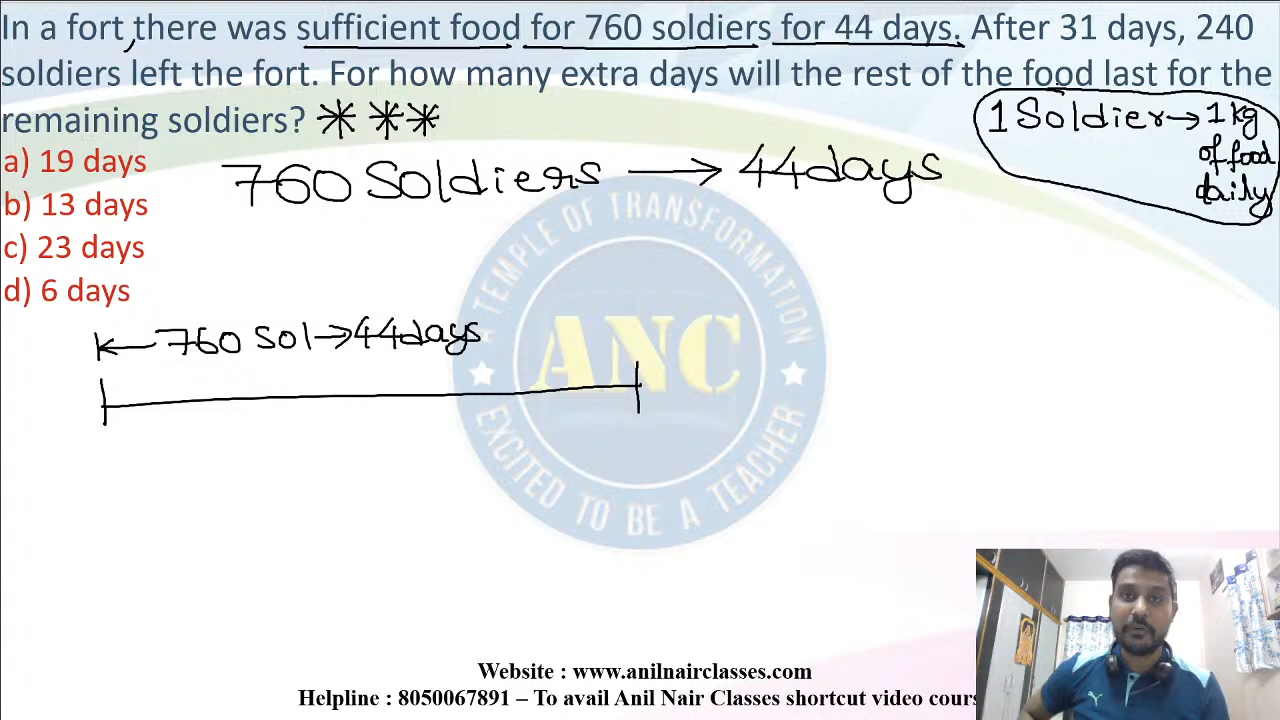 In a fort, there was sufficient food for 760 soldiers for 44 days. After 31 days, 240
soldiers left the fort. For how many extra days will the rest of the food last for the
remaining soldiers? ***
1 Soldier → 1 kg
of food
daily
a) 19 days
b) 13 days
c) 23 days
d) 6 days
760 Soldiers → 44 days
760 Sol → 44 days
A TEMPLE OF TRANSFORMATION
ANC
EXCITED TO BE A TEACHER
Website : www.anilnairclasses.com
Helpline : 8050067891 – To avail Anil Nair Classes shortcut video cours